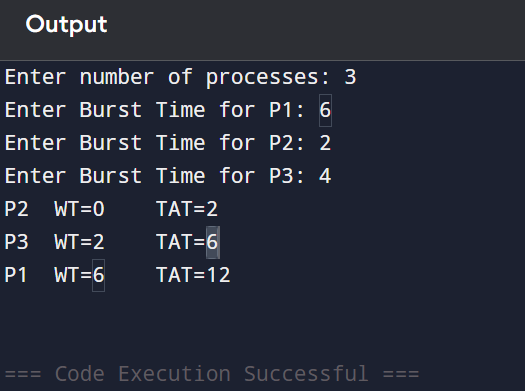 Output
Enter number of processes: 3
Enter Burst Time for P1: 6
Enter Burst Time for P2: 2
Enter Burst Time for P3: 4
P2  WT=0    TAT=2
P3  WT=2    TAT=6
P1  WT=6    TAT=12
=== Code Execution Successful ===